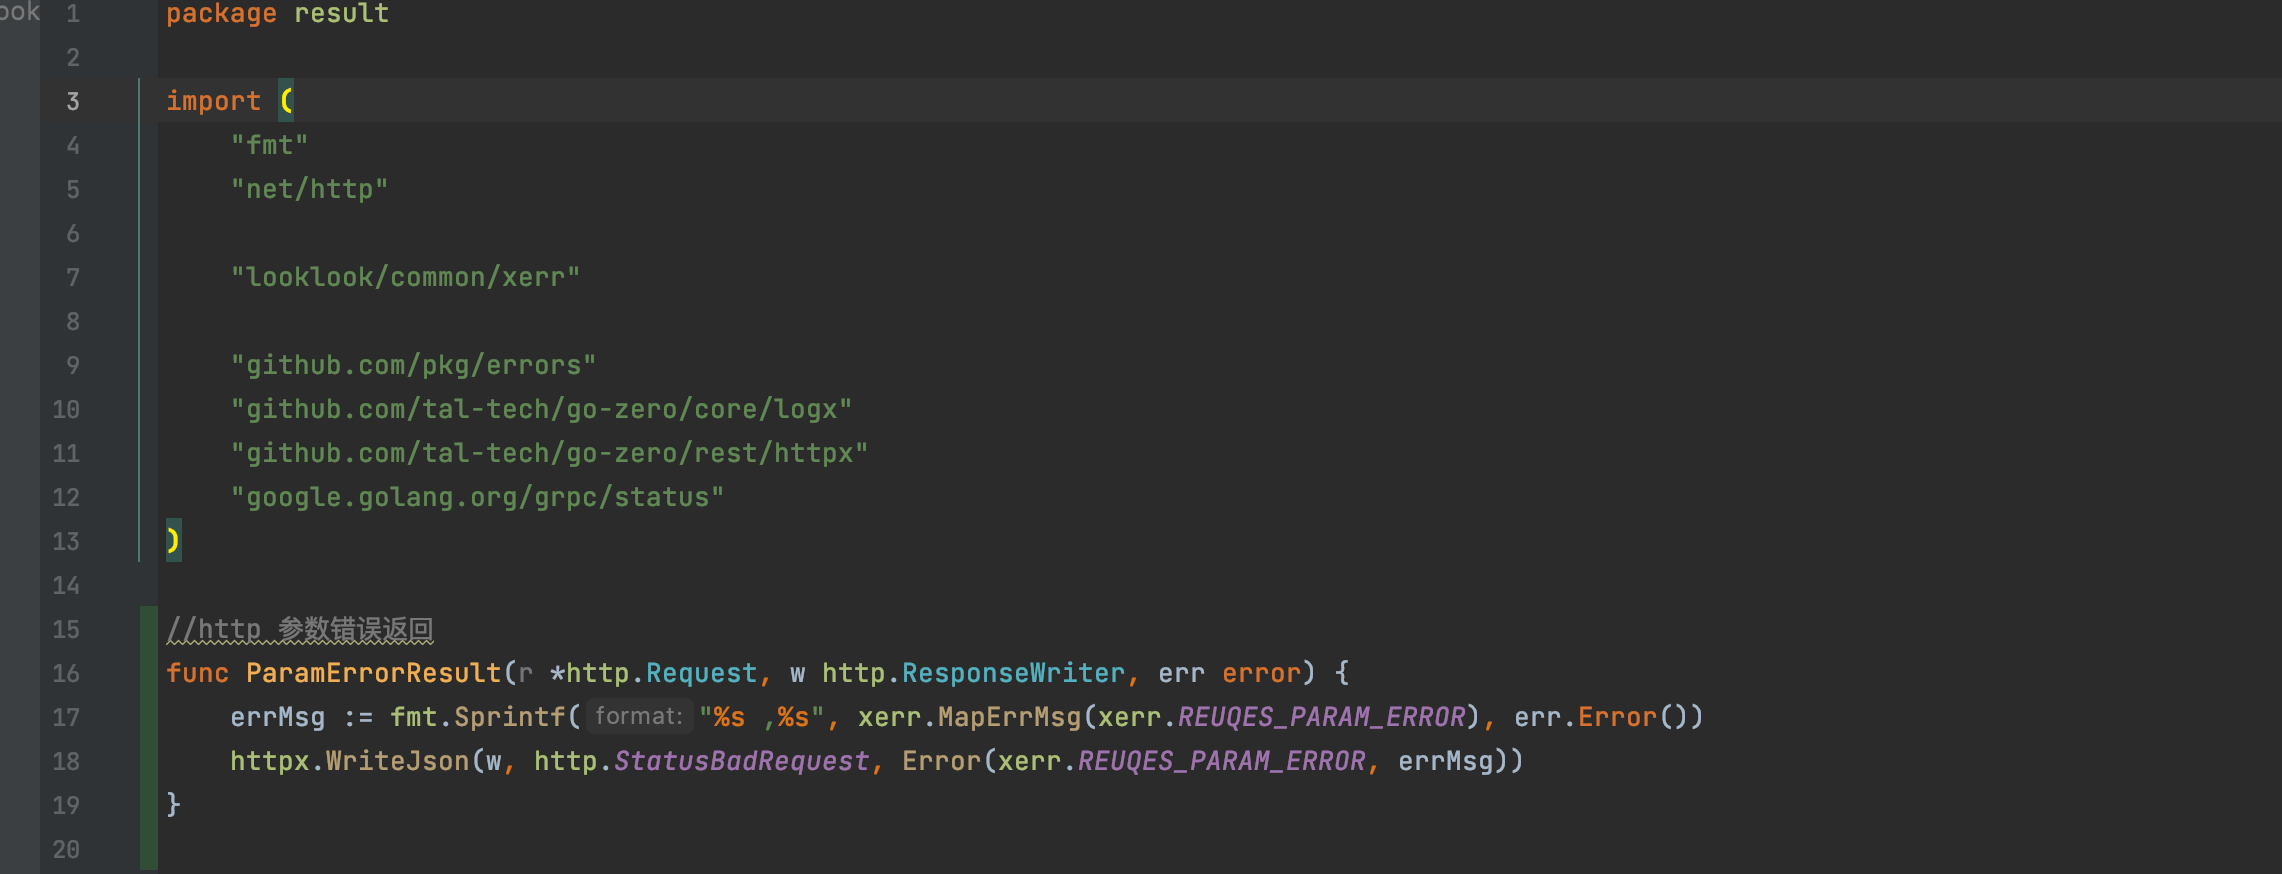 ook
1 package result
2
3 import (
4 "fmt"
5 "net/http"
6
7 "looklook/common/xerr"
8
9 "github.com/pkg/errors"
10 "github.com/tal-tech/go-zero/core/logx"
11 "github.com/tal-tech/go-zero/rest/httpx"
12 "google.golang.org/grpc/status"
13 )
14
15 //http 参数错误返回
16 func ParamErrorResult(r *http.Request, w http.ResponseWriter, err error) {
17 errMsg := fmt.Sprintf( format: "%s ,%s", xerr.MapErrMsg(xerr.REUQES_PARAM_ERROR), err.Error())
18 httpx.WriteJson(w, http.StatusBadRequest, Error(xerr.REUQES_PARAM_ERROR, errMsg))
19 }
20